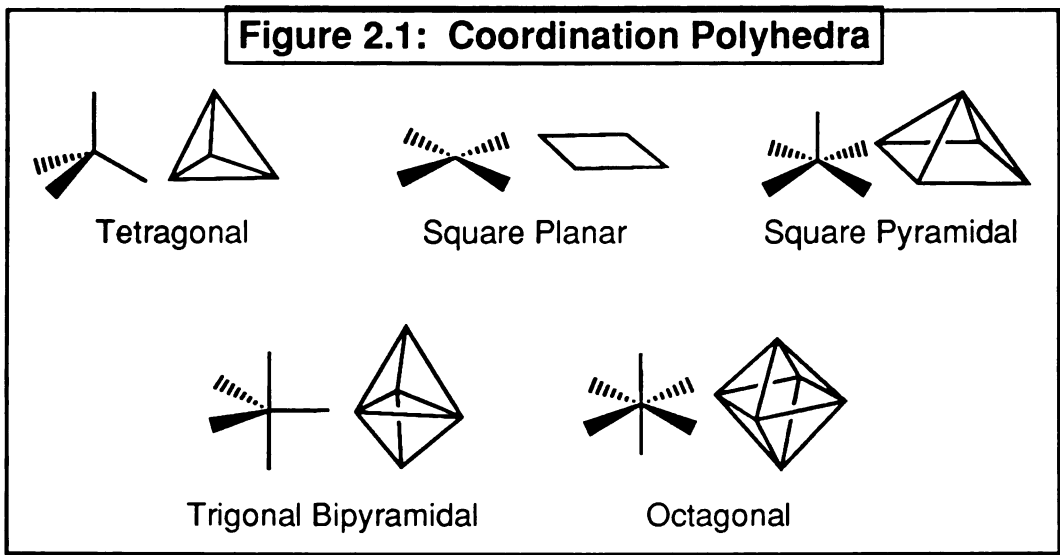 Figure 2.1: Coordination Polyhedra
Tetragonal
Square Planar
Square Pyramidal
Trigonal Bipyramidal
Octagonal